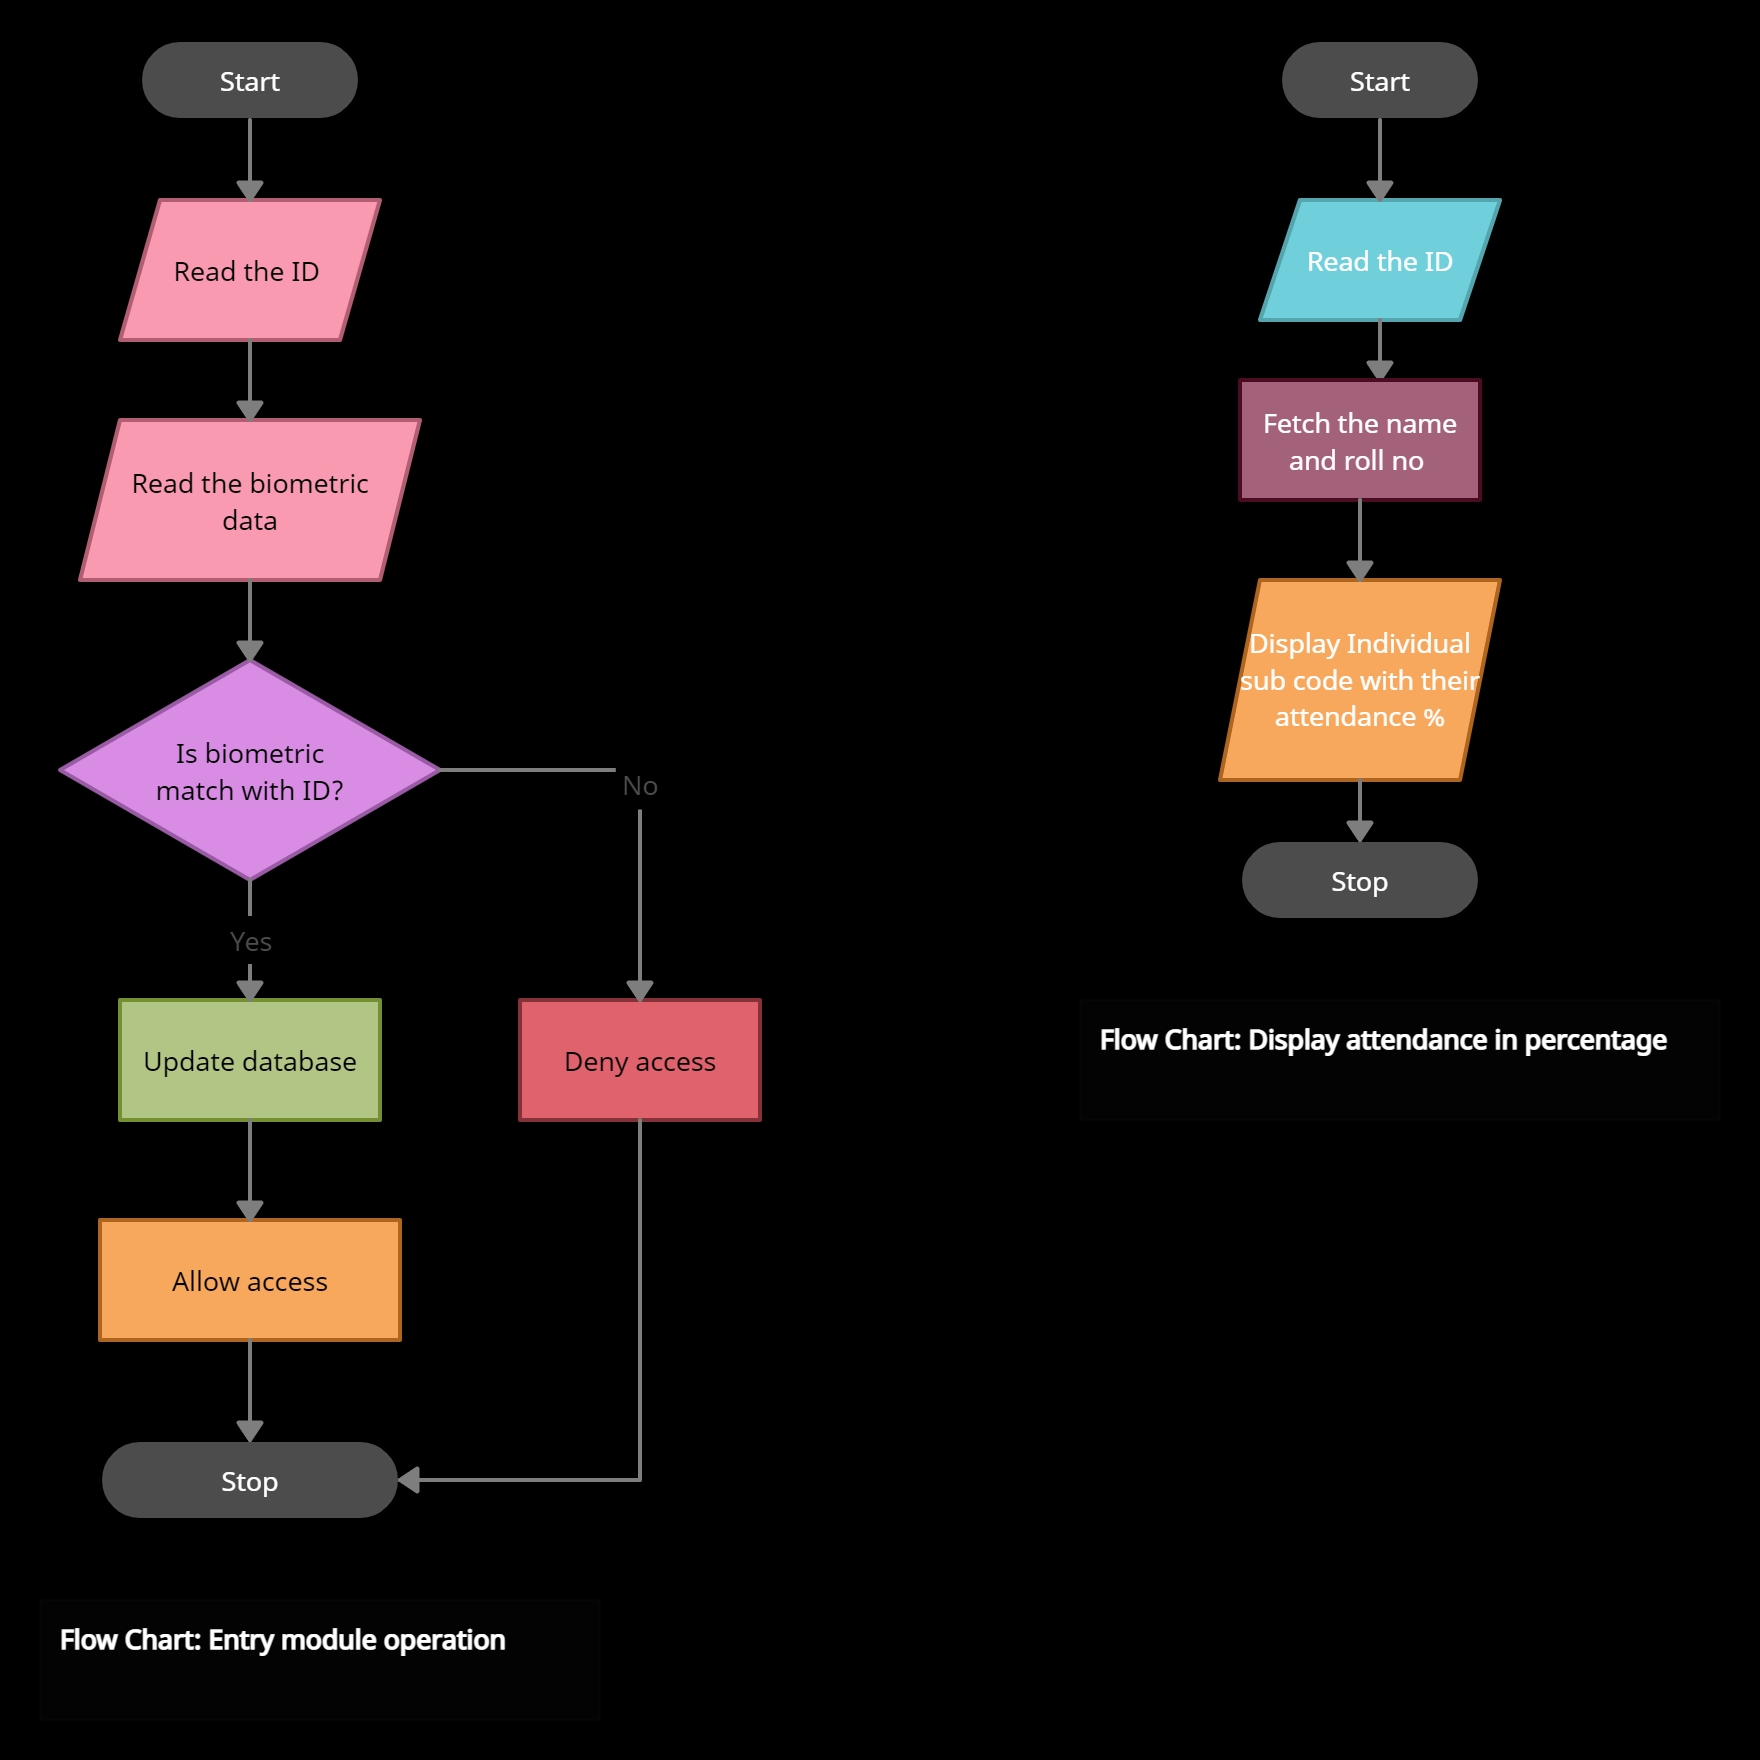 Start
Read the ID
Read the biometric
data
Is biometric
match with ID?
No
Yes
Update database
Deny access
Allow access
Stop
Flow Chart: Entry module operation
Start
Read the ID
Fetch the name
and roll no
Display Individual
sub code with their
attendance %
Stop
Flow Chart: Display attendance in percentage